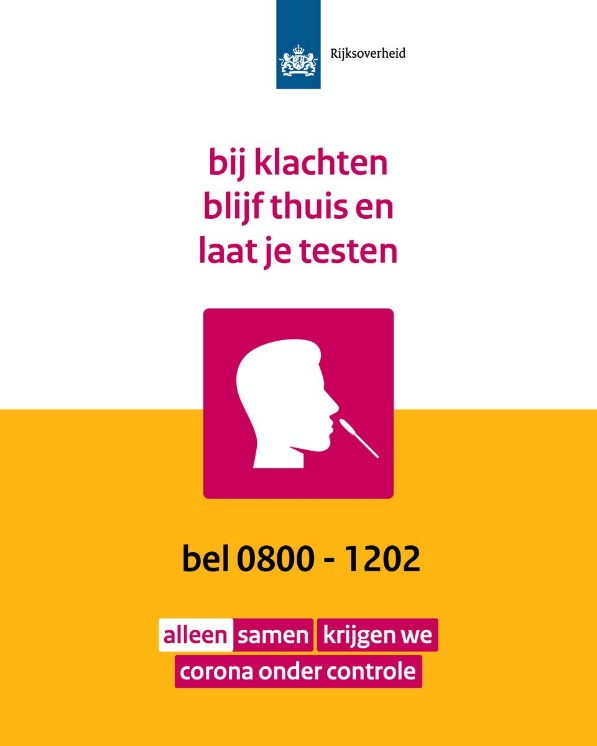 Rijksoverheid
bij klachten
blijf thuis en
laat je testen
bel 0800 - 1202
alleen samen krijgen we
corona onder controle